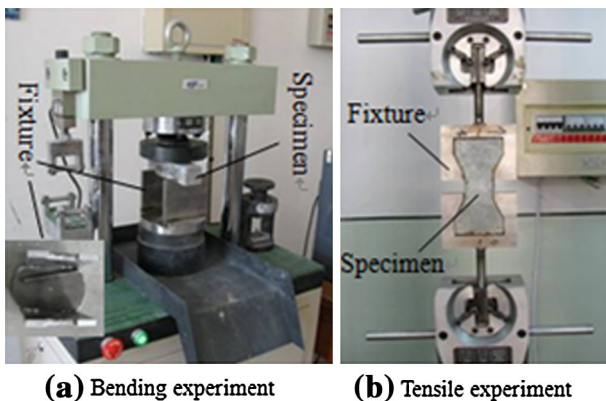 Fixture
Specimen
Fixture
Specimen
(a) Bending experiment
(b) Tensile experiment